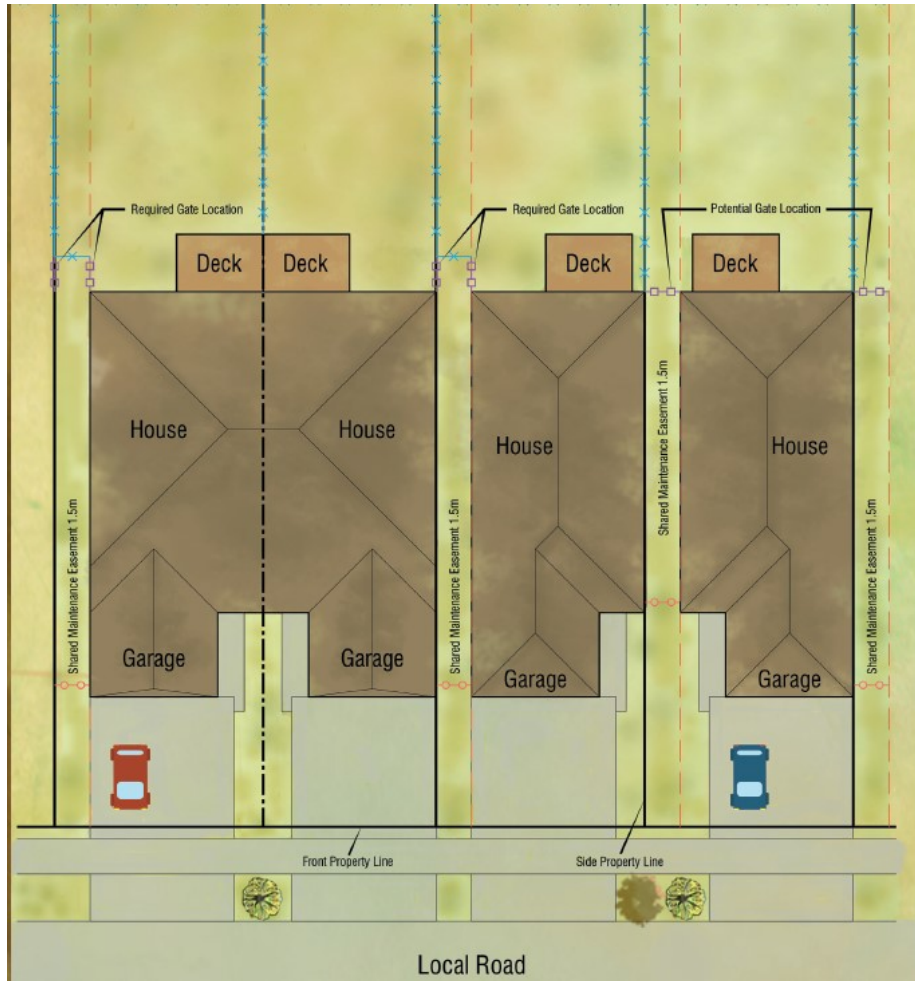 Required Gate Location
Required Gate Location
Potential Gate Location
Deck
Deck
Deck
Deck
House
House
House
House
Shared Maintenance Easement 1.5m
Shared Maintenance Easement 1.5m
Shared Maintenance Easement 1.5m
Shared Maintenance Easement 1.5m
Garage
Garage
Garage
Garage
Front Property Line
Side Property Line
Local Road